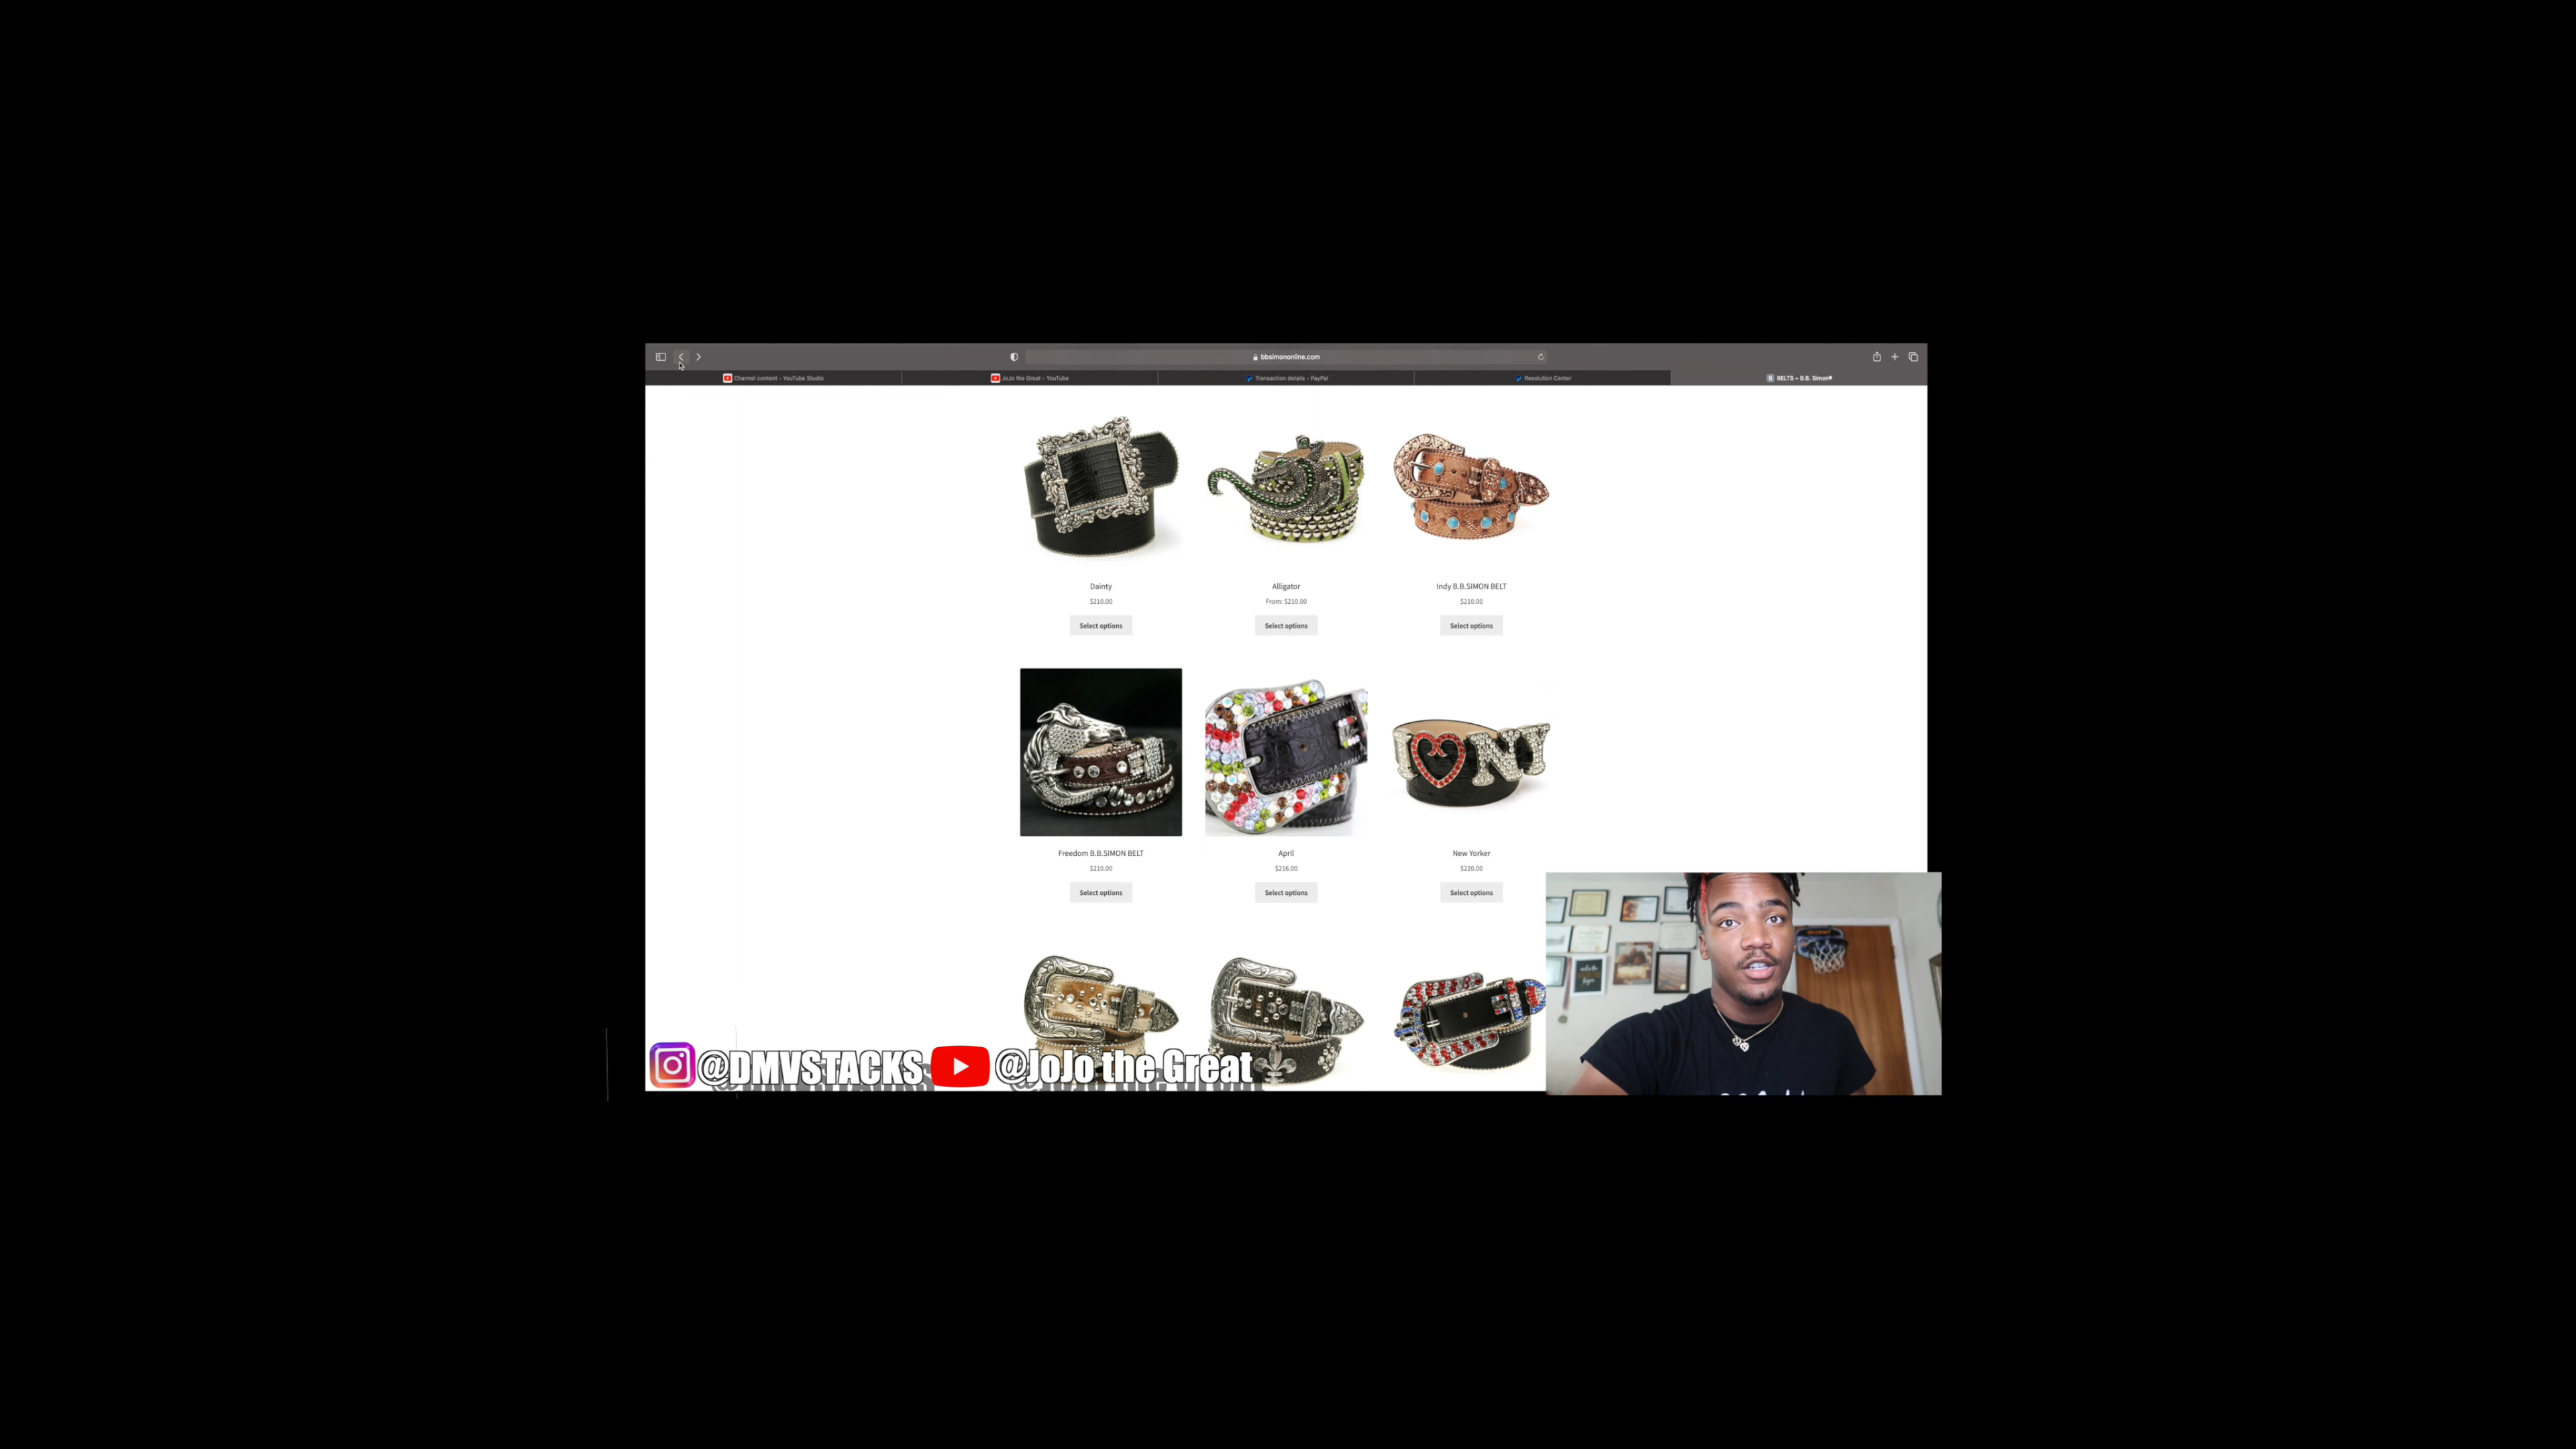 bbsimononline.com
Channel content - YouTube Studio
JoJo the Great - YouTube
Transaction details - PayPal
Resolution Center
B BELTS – B.B. Simon®
Dainty
$210.00
Select options
Alligator
From: $210.00
Select options
Indy B.B.SIMON BELT
$210.00
Select options
Freedom B.B.SIMON BELT
$210.00
Select options
April
$216.00
Select options
I NY
New Yorker
$220.00
Select options
@DMVSTACKS
@JoJo the Great